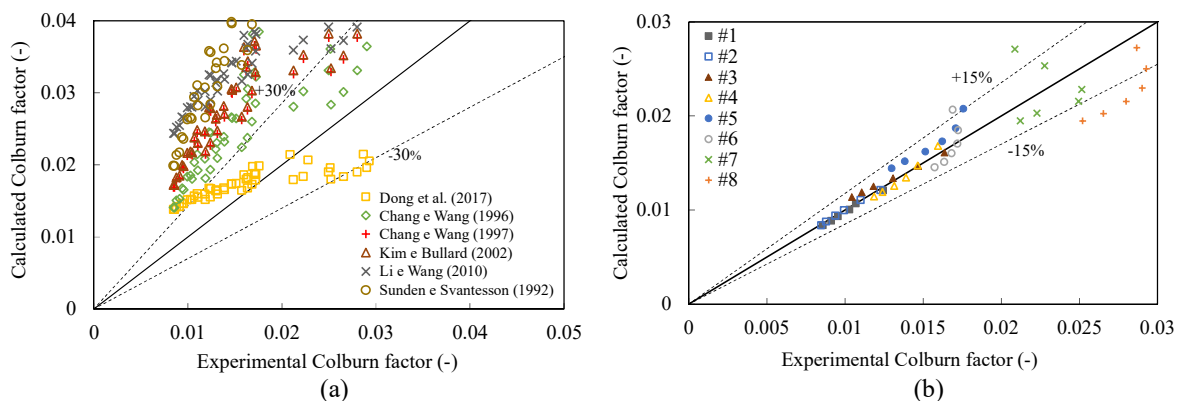 0.04
0.03
0.02
0.01
0
Calculated Colburn factor (-)
+30%
-30%
Dong et al. (2017)
Chang e Wang (1996)
Chang e Wang (1997)
Kim e Bullard (2002)
Li e Wang (2010)
Sunden e Svantesson (1992)
0 0.01 0.02 0.03 0.04 0.05
Experimental Colburn factor (-)
(a)
0.03
0.02
0.01
0
Calculated Colburn factor (-)
#1
#2
#3
#4
#5
#6
#7
#8
+15%
-15%
0 0.005 0.01 0.015 0.02 0.025 0.03
Experimental Colburn factor (-)
(b)